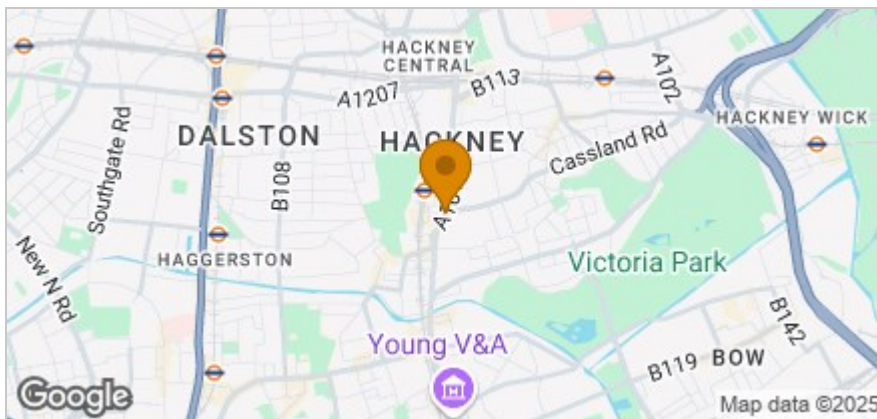 HACKNEY
CENTRAL
B113
A102
A1207
HACKNEY WICK
DALSTON
HACKNEY
Cassland Rd
Southgate Rd
B108
HAGGERSTON
New N Rd
Victoria Park
B142
Young V&A
B119
BOW
Google
Map data ©2025